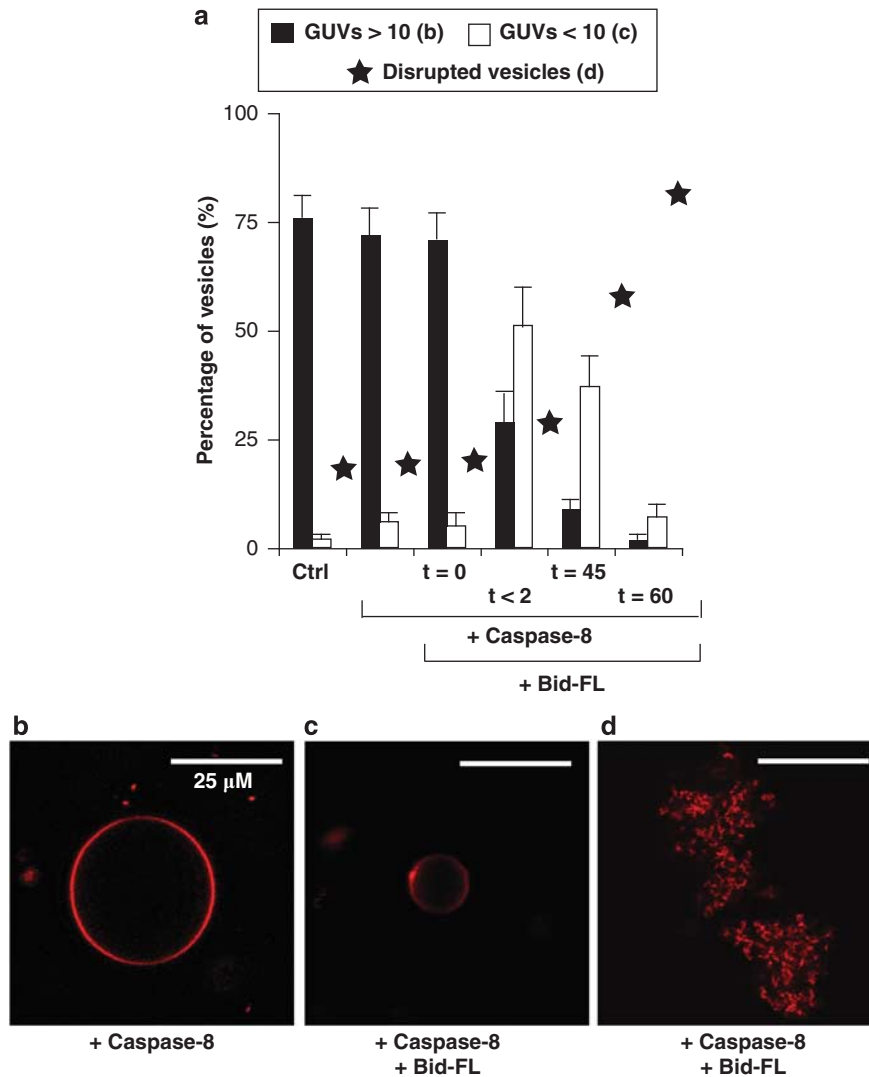 a
GUVs > 10 (b) GUVs < 10 (c)
Disrupted vesicles (d)
Percentage of vesicles (%)
100
75
50
25
0
Ctrl t = 0 t = 45
t < 2 t = 60
+ Caspase-8
+ Bid-FL
b c d
25 μM
+ Caspase-8 + Caspase-8 + Caspase-8
+ Bid-FL + Bid-FL